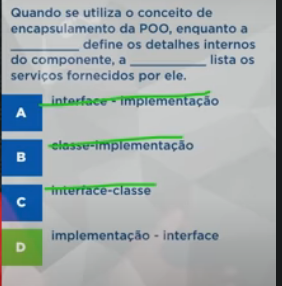 Quando se utiliza o conceito de
encapsulamento da POO, enquanto a
__________ define os detalhes internos
do componente, a ___________ lista os
serviços fornecidos por ele.
A interface - implementação
B classe-implementação
C interface-classe
D implementação - interface